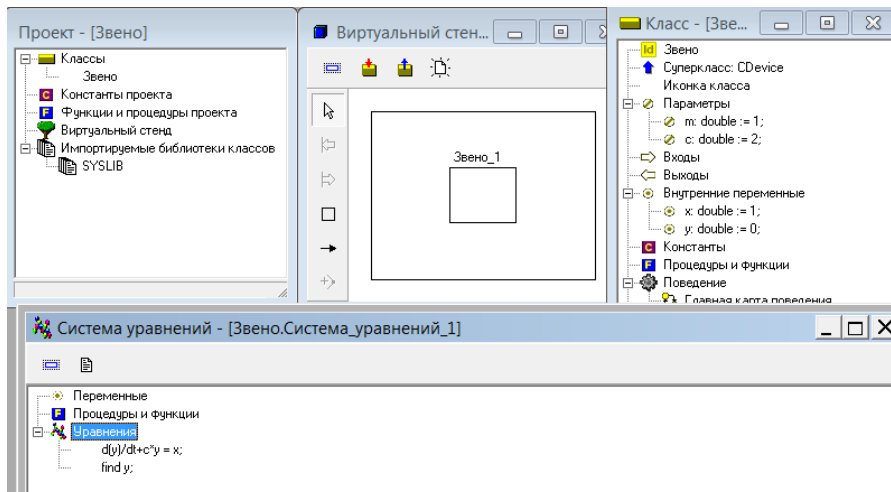 Проект - [Звено]
Классы
Звено
Константы проекта
Функции и процедуры проекта
Виртуальный стенд
Импортируемые библиотеки классов
SYSLIB
Виртуальный стен...
Звено_1
Класс - [Зве...
Звено
Суперкласс: CDevice
Иконка класса
Параметры
m: double := 1;
c: double := 2;
Входы
Выходы
Внутренние переменные
x: double := 1;
y: double := 0;
Константы
Процедуры и функции
Поведение
Главная карта поведения
Система уравнений - [Звено.Система_уравнений_1]
Переменные
Процедуры и функции
Уравнения
d(y)/dt+c*y = x;
find y;